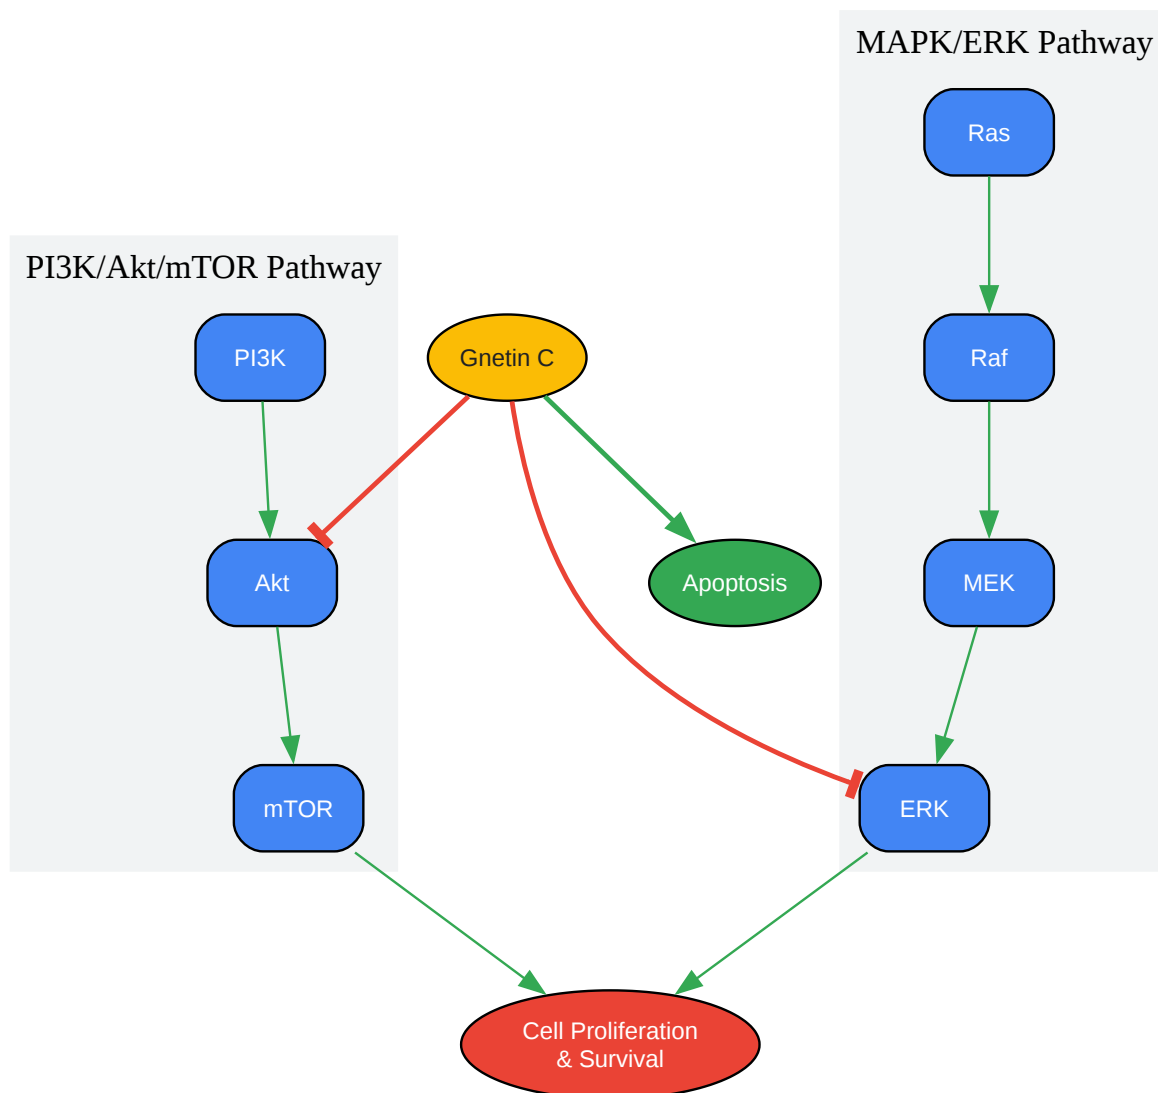 MAPK/ERK Pathway
Ras
PI3K/Akt/mTOR Pathway
PI3K
Gnetin C
Raf
Akt
Apoptosis
MEK
mTOR
ERK
Cell Proliferation
& Survival